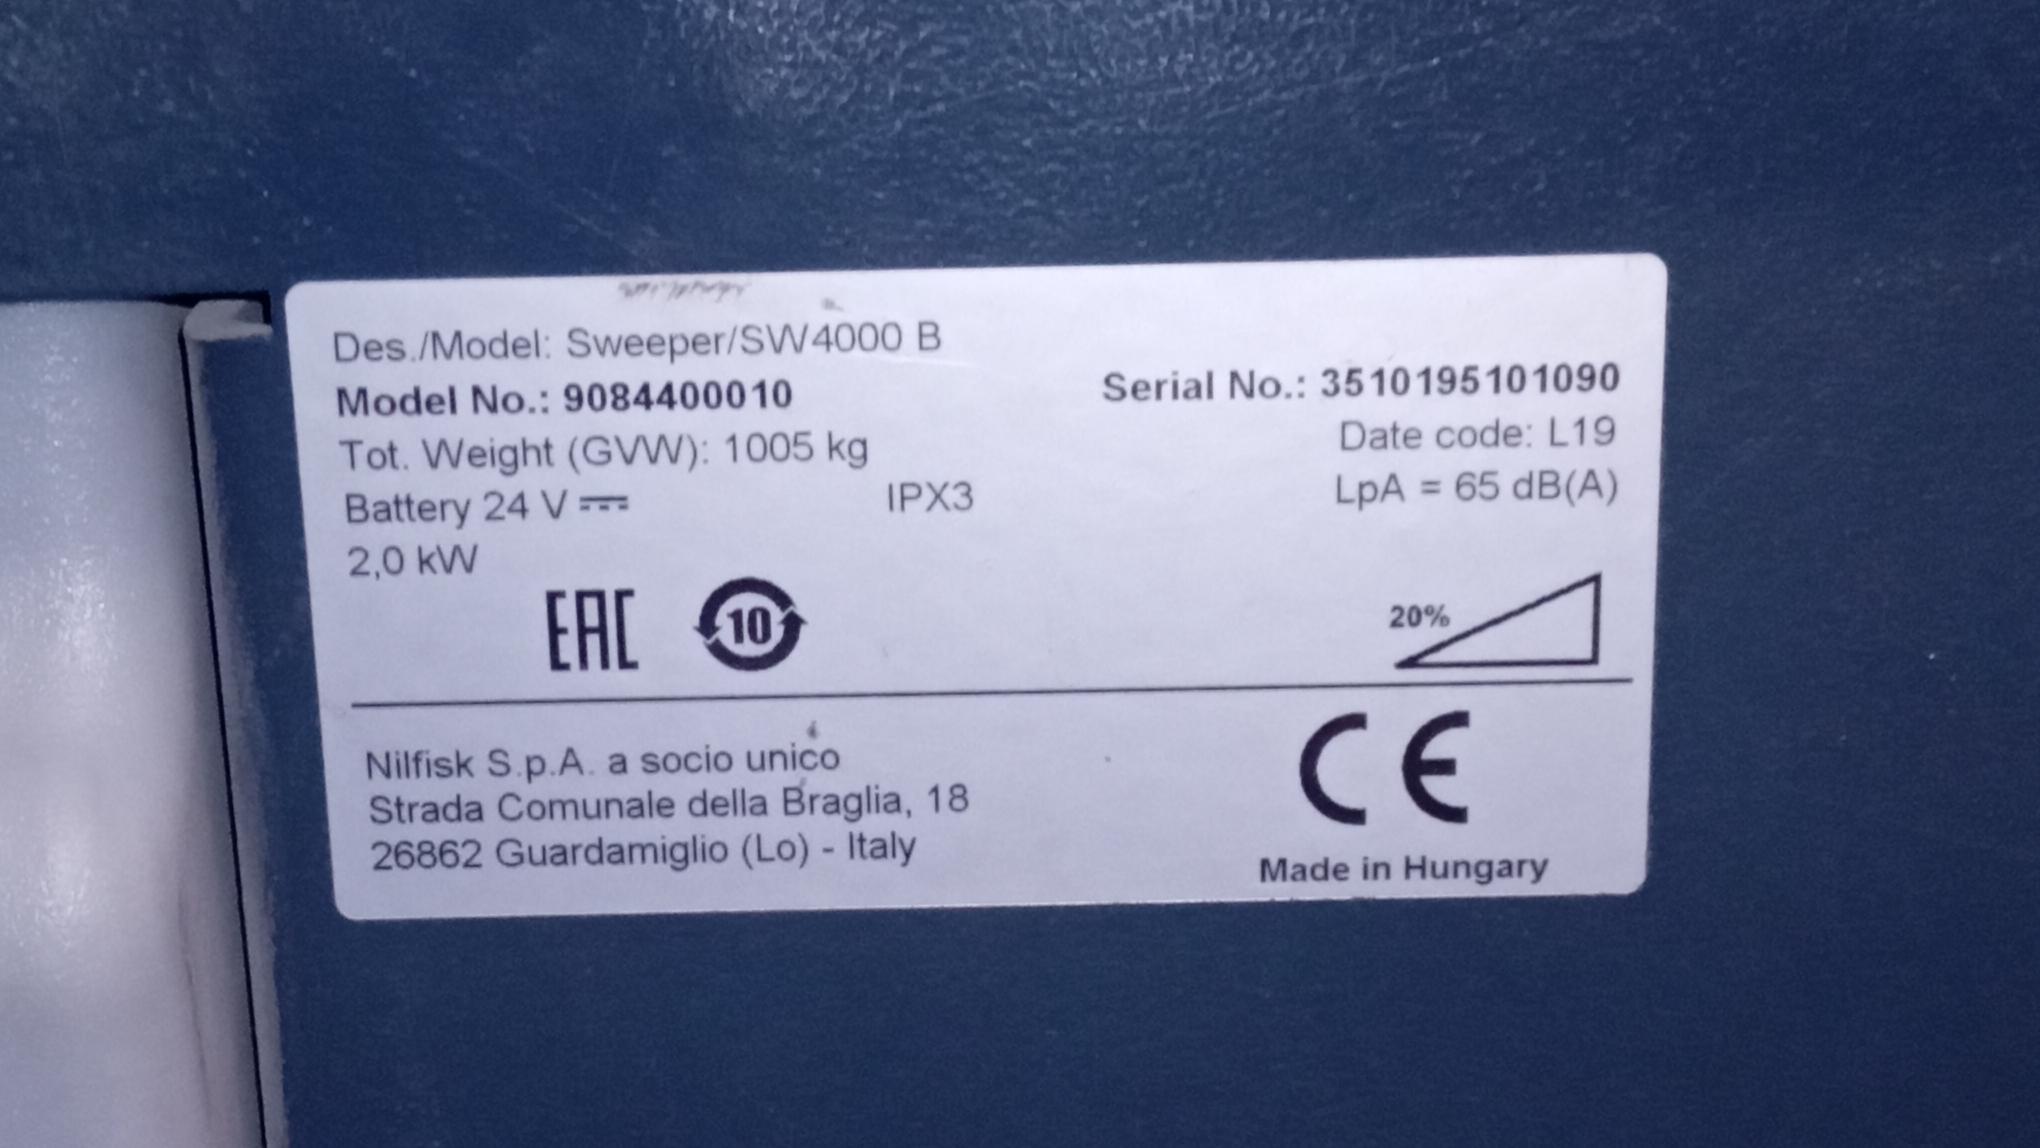 Des./Model: Sweeper/SW4000 B
Model No.: 9084400010
Serial No.: 3510195101090
Tot. Weight (GVW): 1005 kg
Date code: L19
Battery 24 V
IPX3
LpA = 65 dB(A)
2,0 kW
EAC
10
20%
Nilfisk S.p.A. a socio unico
Strada Comunale della Braglia, 18
26862 Guardamiglio (Lo) - Italy
CE
Made in Hungary